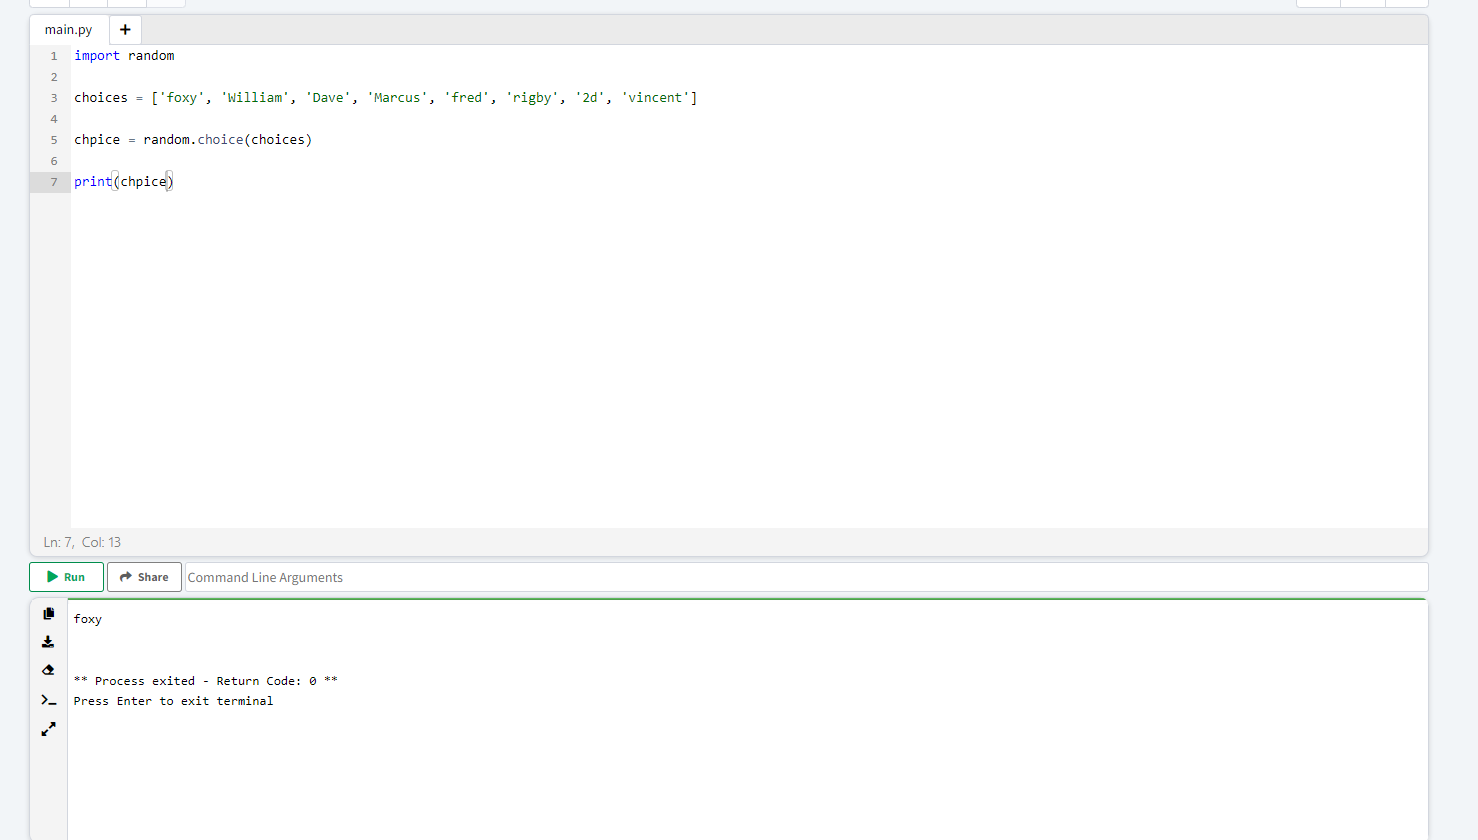 main.py +
1 import random
2
3 choices = ['foxy', 'William', 'Dave', 'Marcus', 'fred', 'rigby', '2d', 'vincent']
4
5 chpice = random.choice(choices)
6
7 print(chpice)
Ln: 7, Col: 13
Run Share Command Line Arguments
foxy
** Process exited - Return Code: 0 **
Press Enter to exit terminal